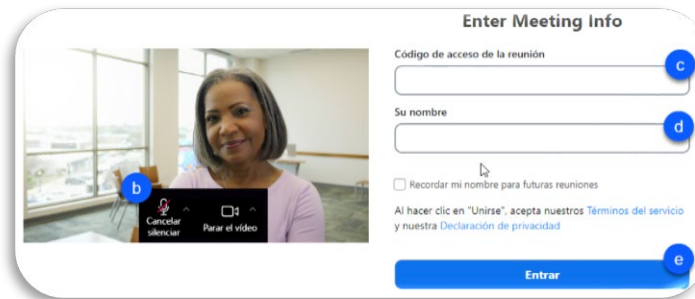 Enter Meeting Info
Código de acceso de la reunión
c
Su nombre
d
b
Cancelar
silenciar
Parar el vídeo
Recordar mi nombre para futuras reuniones
Al hacer clic en "Unirse", acepta nuestros Términos del servicio
y nuestra Declaración de privacidad
e
Entrar